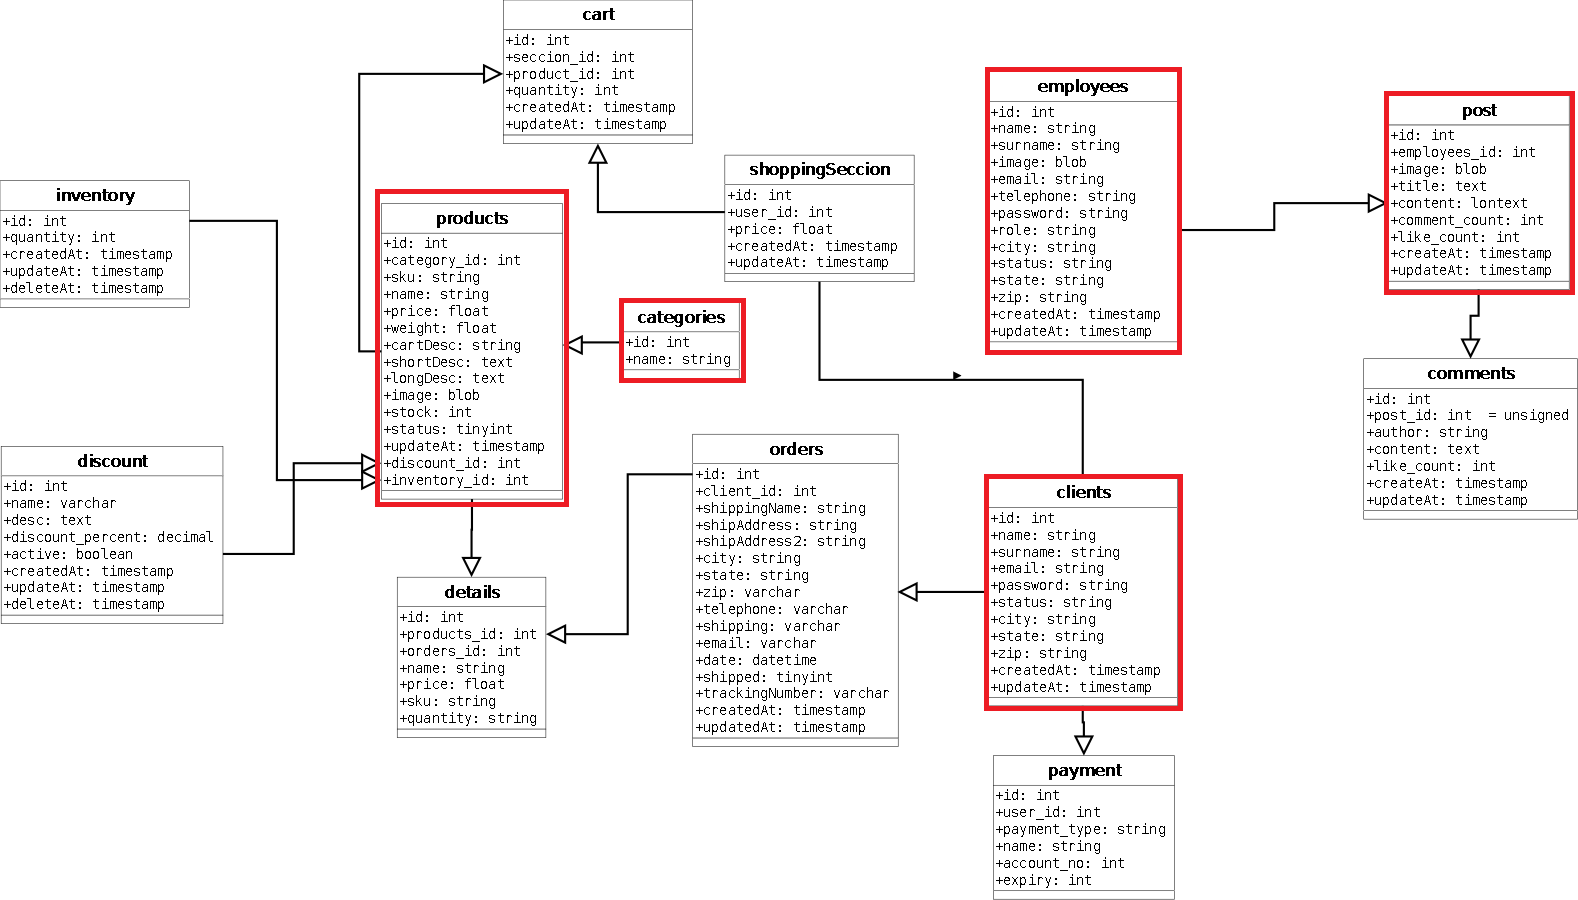 cart
+id: int
+seccion_id: int
+product_id: int
+quantity: int
+createdAt: timestamp
+updateAt: timestamp
employees
+id: int
+name: string
+surname: string
+image: blob
+email: string
+telephone: string
+password: string
+role: string
+city: string
+status: string
+state: string
+zip: string
+createdAt: timestamp
+updateAt: timestamp
post
+id: int
+employees_id: int
+image: blob
+title: text
+content: lontext
+comment_count: int
+like_count: int
+createAt: timestamp
+updateAt: timestamp
shoppingSeccion
+id: int
+user_id: int
+price: float
+createdAt: timestamp
+updateAt: timestamp
inventory
+id: int
+quantity: int
+createdAt: timestamp
+updateAt: timestamp
+deleteAt: timestamp
products
+id: int
+category_id: int
+sku: string
+name: string
+price: float
+weight: float
+cartDesc: string
+shortDesc: text
+longDesc: text
+image: blob
+stock: int
+status: tinyint
+updateAt: timestamp
+discount_id: int
+inventory_id: int
categories
+id: int
+name: string
comments
+id: int
+post_id: int = unsigned
+author: string
+content: text
+like_count: int
+createAt: timestamp
+updateAt: timestamp
discount
+id: int
+name: varchar
+desc: text
+discount_percent: decimal
+active: boolean
+createdAt: timestamp
+updateAt: timestamp
+deleteAt: timestamp
orders
+id: int
+client_id: int
+shippingName: string
+shipAddress: string
+shipAddress2: string
+city: string
+state: string
+zip: varchar
+telephone: varchar
+shipping: varchar
+email: varchar
+date: datetime
+shipped: tinyint
+trackingNumber: varchar
+createdAt: timestamp
+updatedAt: timestamp
clients
+id: int
+name: string
+surname: string
+email: string
+password: string
+status: string
+city: string
+state: string
+zip: string
+createdAt: timestamp
+updateAt: timestamp
details
+id: int
+products_id: int
+orders_id: int
+name: string
+price: float
+sku: string
+quantity: string
payment
+id: int
+user_id: int
+payment_type: string
+name: string
+account_no: int
+expiry: int